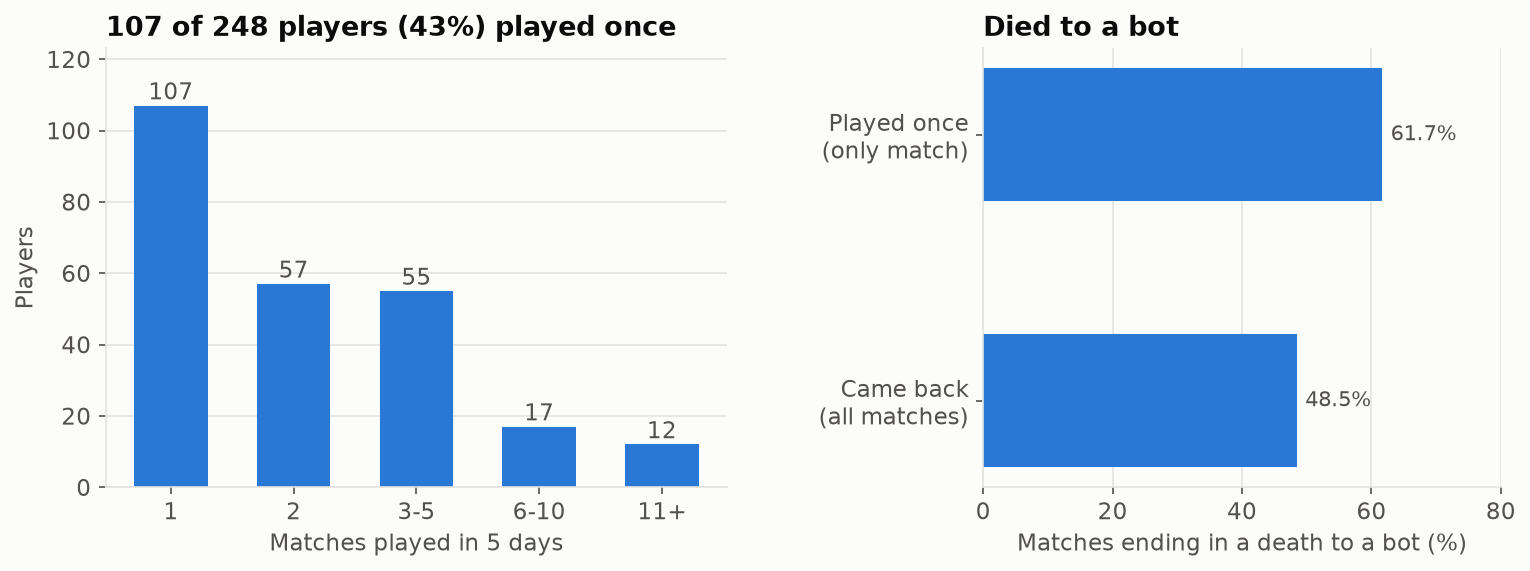 107 of 248 players (43%) played once
120
100
80
60
40
20
0
Players
107
57
55
17
12
1
2
3-5
6-10
11+
Matches played in 5 days
Died to a bot
Played once
(only match)
61.7%
Came back
(all matches)
48.5%
0
20
40
60
80
Matches ending in a death to a bot (%)